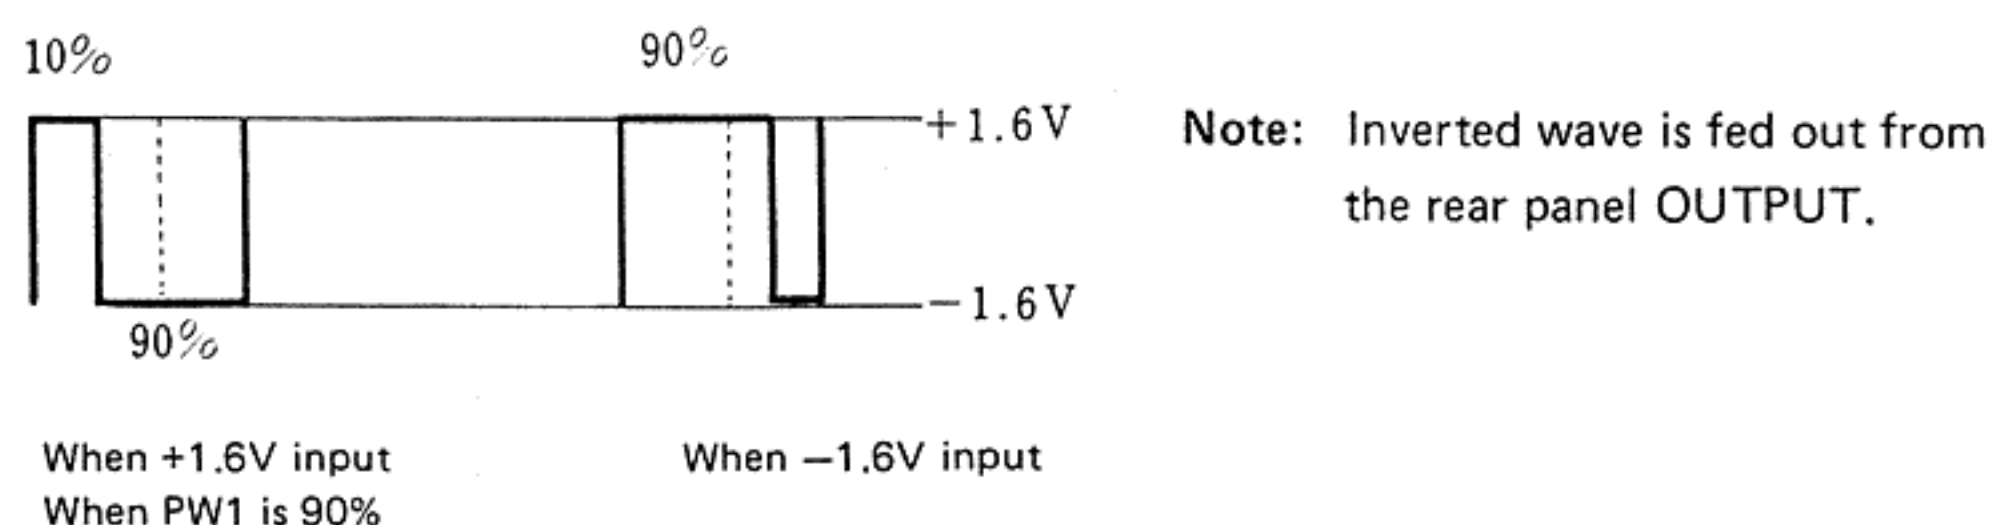 10%
90%
+1.6V
Note: Inverted wave is fed out from
the rear panel OUTPUT.
−1.6V
90%
When +1.6V input
When −1.6V input
When PW1 is 90%